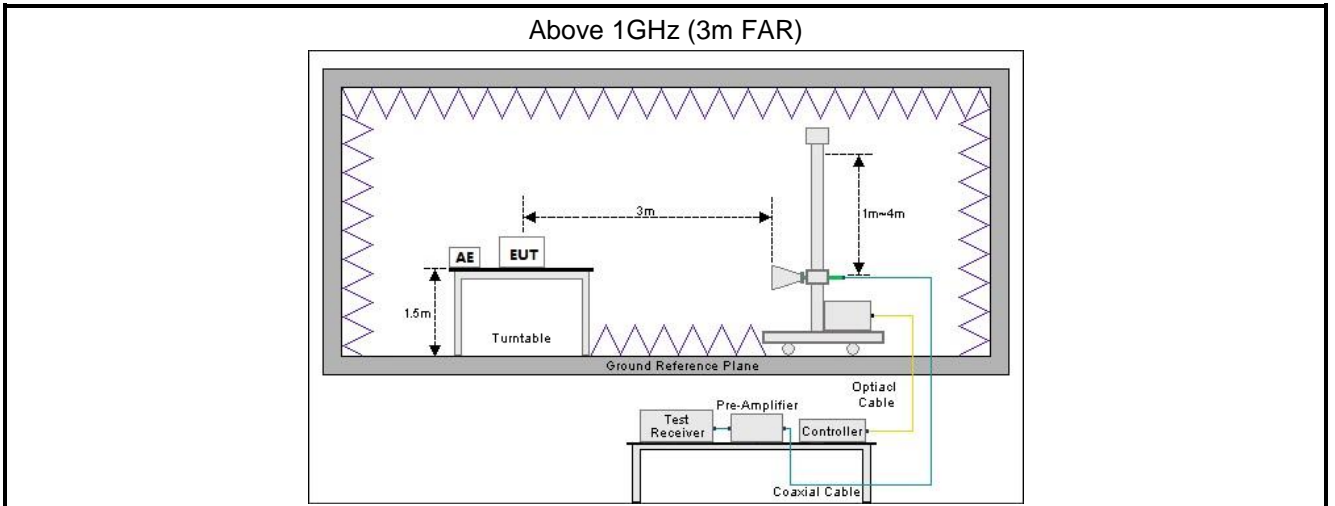 Above 1GHz (3m FAR)
3m
1m~4m
AE
EUT
1.5m
Turntable
Ground Reference Plane
Optiacl
Cable
Pre-Amplifier
Test
Receiver
Controller
Coaxial Cable